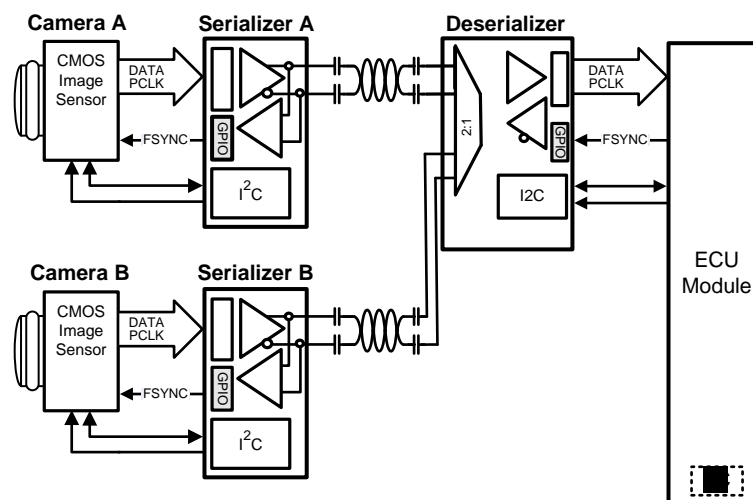 Camera A
Serializer A
Deserializer
CMOS
Image
Sensor
DATA
PCLK
FSYNC
GPIO
I²C
2:1
GPIO
I2C
DATA
PCLK
FSYNC
ECU
Module
Camera B
Serializer B
CMOS
Image
Sensor
DATA
PCLK
FSYNC
GPIO
I²C